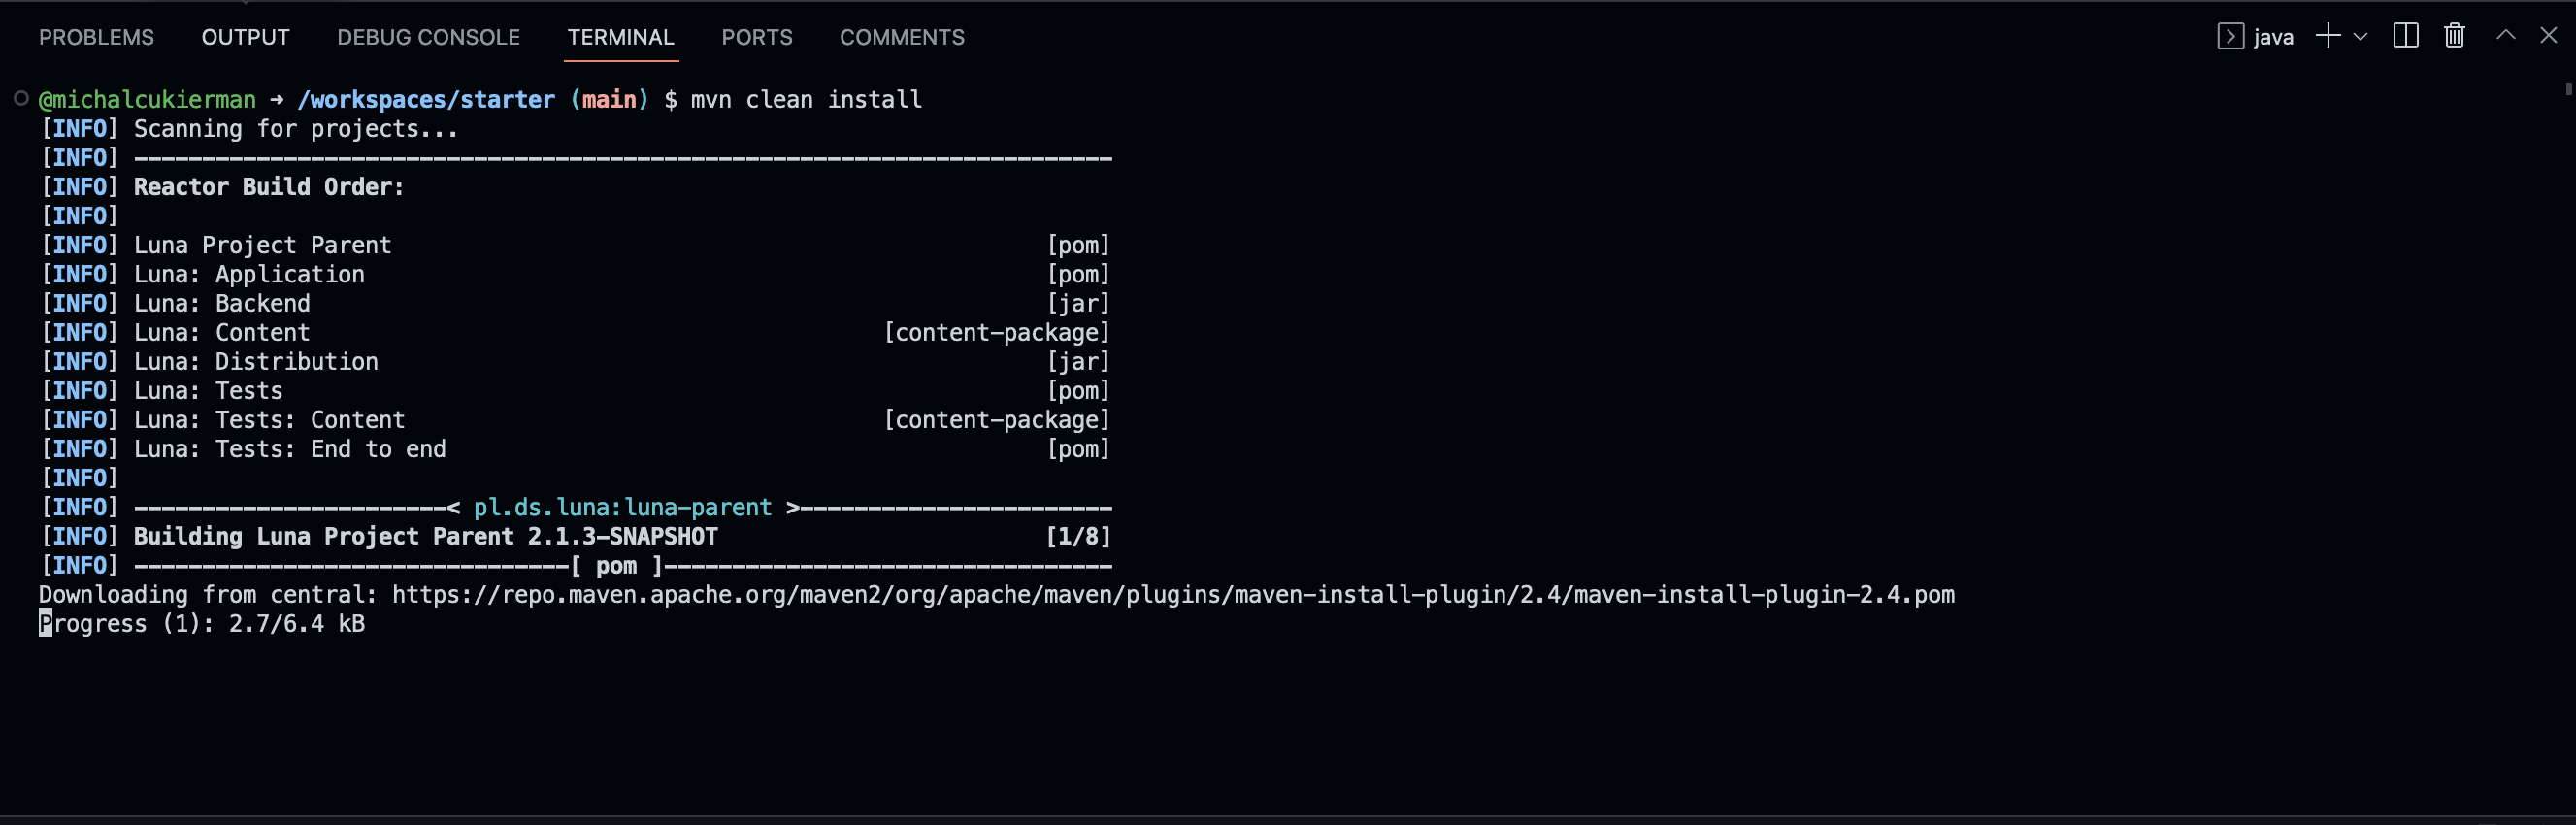 PROBLEMS OUTPUT DEBUG CONSOLE TERMINAL PORTS COMMENTS java
@michalcukierman ➜ /workspaces/starter (main) $ mvn clean install
[INFO] Scanning for projects...
[INFO] ------------------------------------------------------------------------
[INFO] Reactor Build Order:
[INFO]
[INFO] Luna Project Parent [pom]
[INFO] Luna: Application [pom]
[INFO] Luna: Backend [jar]
[INFO] Luna: Content [content-package]
[INFO] Luna: Distribution [jar]
[INFO] Luna: Tests [pom]
[INFO] Luna: Tests: Content [content-package]
[INFO] Luna: Tests: End to end [pom]
[INFO]
[INFO] -----------------------< pl.ds.luna:luna-parent >-----------------------
[INFO] Building Luna Project Parent 2.1.3-SNAPSHOT [1/8]
[INFO] --------------------------------[ pom ]---------------------------------
Downloading from central: https://repo.maven.apache.org/maven2/org/apache/maven/plugins/maven-install-plugin/2.4/maven-install-plugin-2.4.pom
Progress (1): 2.7/6.4 kB